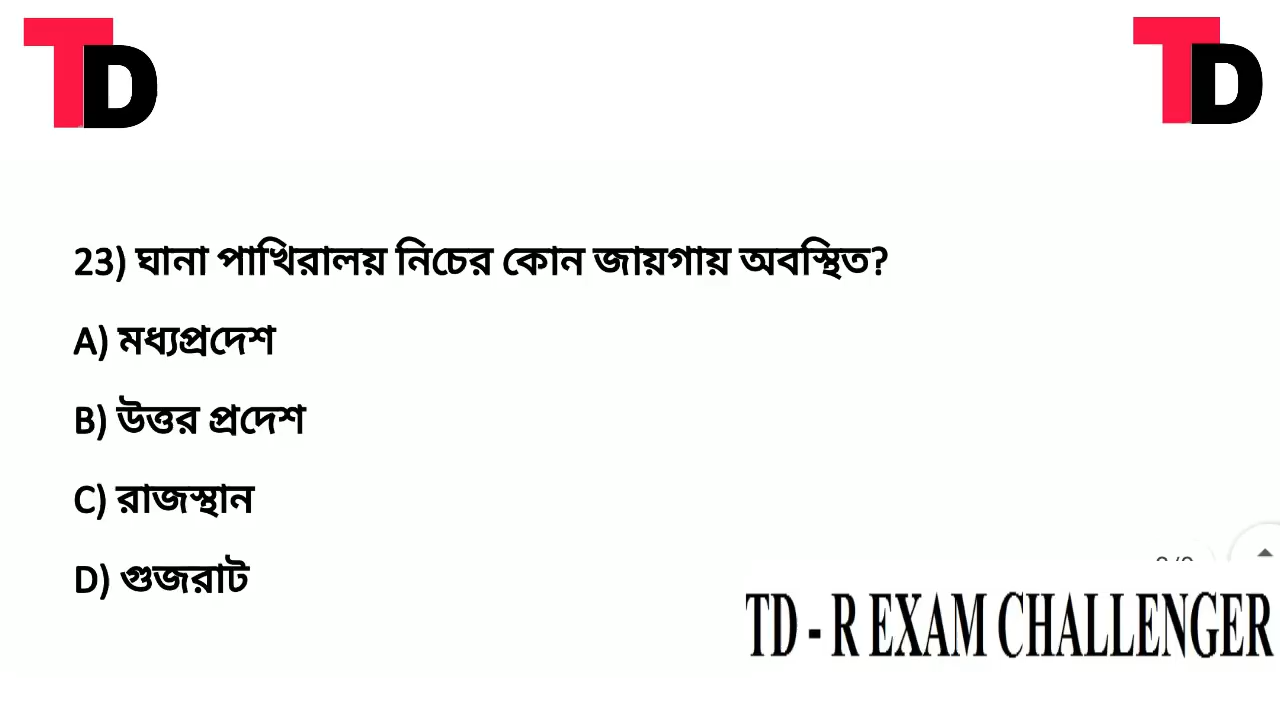 TD
TD
23) ঘানা পাখিরালয় নিচের কোন জায়গায় অবস্থিত?
A) মধ্যপ্রদেশ
B) উত্তর প্রদেশ
C) রাজস্থান
D) গুজরাট
TD - R EXAM CHALLENGER